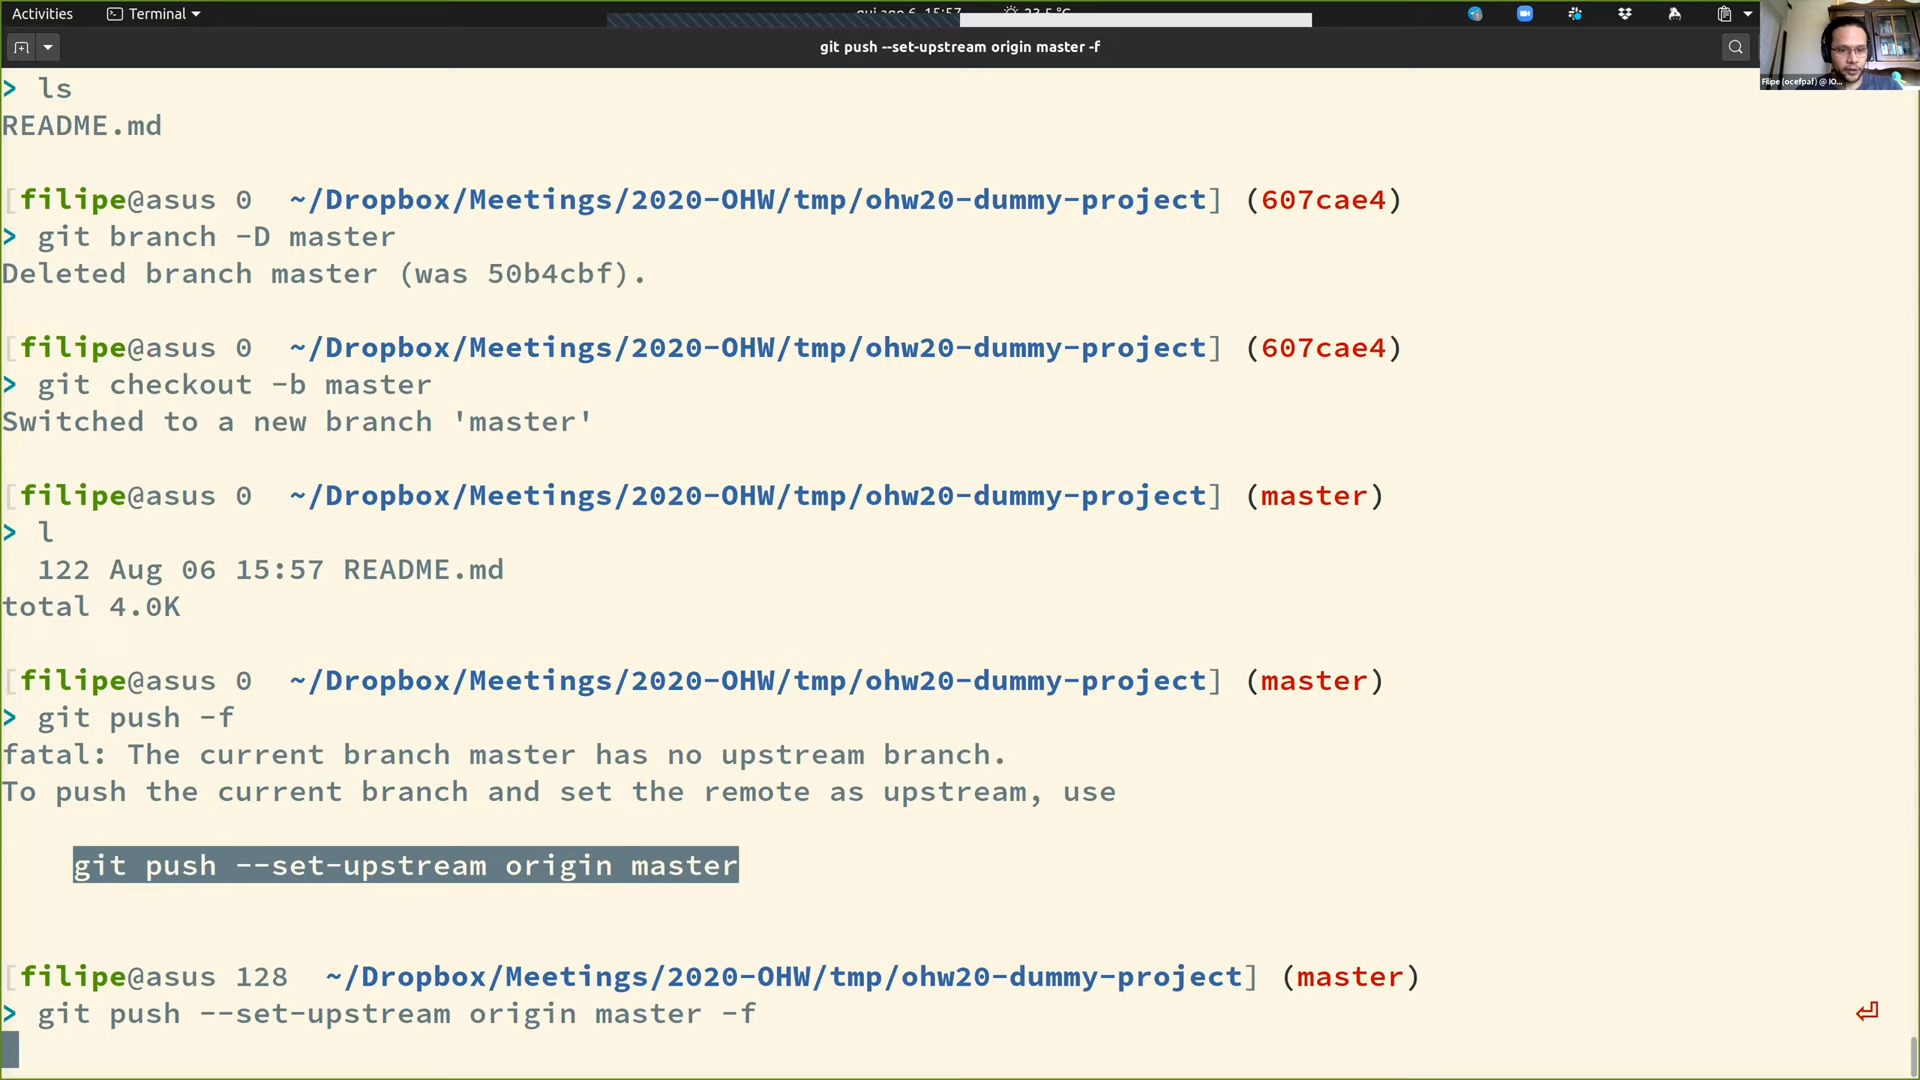 Activities Terminal
git push --set-upstream origin master -f
Filipe (ocefpaf) @ IO...
> ls
README.md
[filipe@asus 0 ~/Dropbox/Meetings/2020-OHW/tmp/ohw20-dummy-project] (607cae4)
> git branch -D master
Deleted branch master (was 50b4cbf).
[filipe@asus 0 ~/Dropbox/Meetings/2020-OHW/tmp/ohw20-dummy-project] (607cae4)
> git checkout -b master
Switched to a new branch 'master'
[filipe@asus 0 ~/Dropbox/Meetings/2020-OHW/tmp/ohw20-dummy-project] (master)
> l
122 Aug 06 15:57 README.md
total 4.0K
[filipe@asus 0 ~/Dropbox/Meetings/2020-OHW/tmp/ohw20-dummy-project] (master)
> git push -f
fatal: The current branch master has no upstream branch.
To push the current branch and set the remote as upstream, use
git push --set-upstream origin master
[filipe@asus 128 ~/Dropbox/Meetings/2020-OHW/tmp/ohw20-dummy-project] (master)
> git push --set-upstream origin master -f